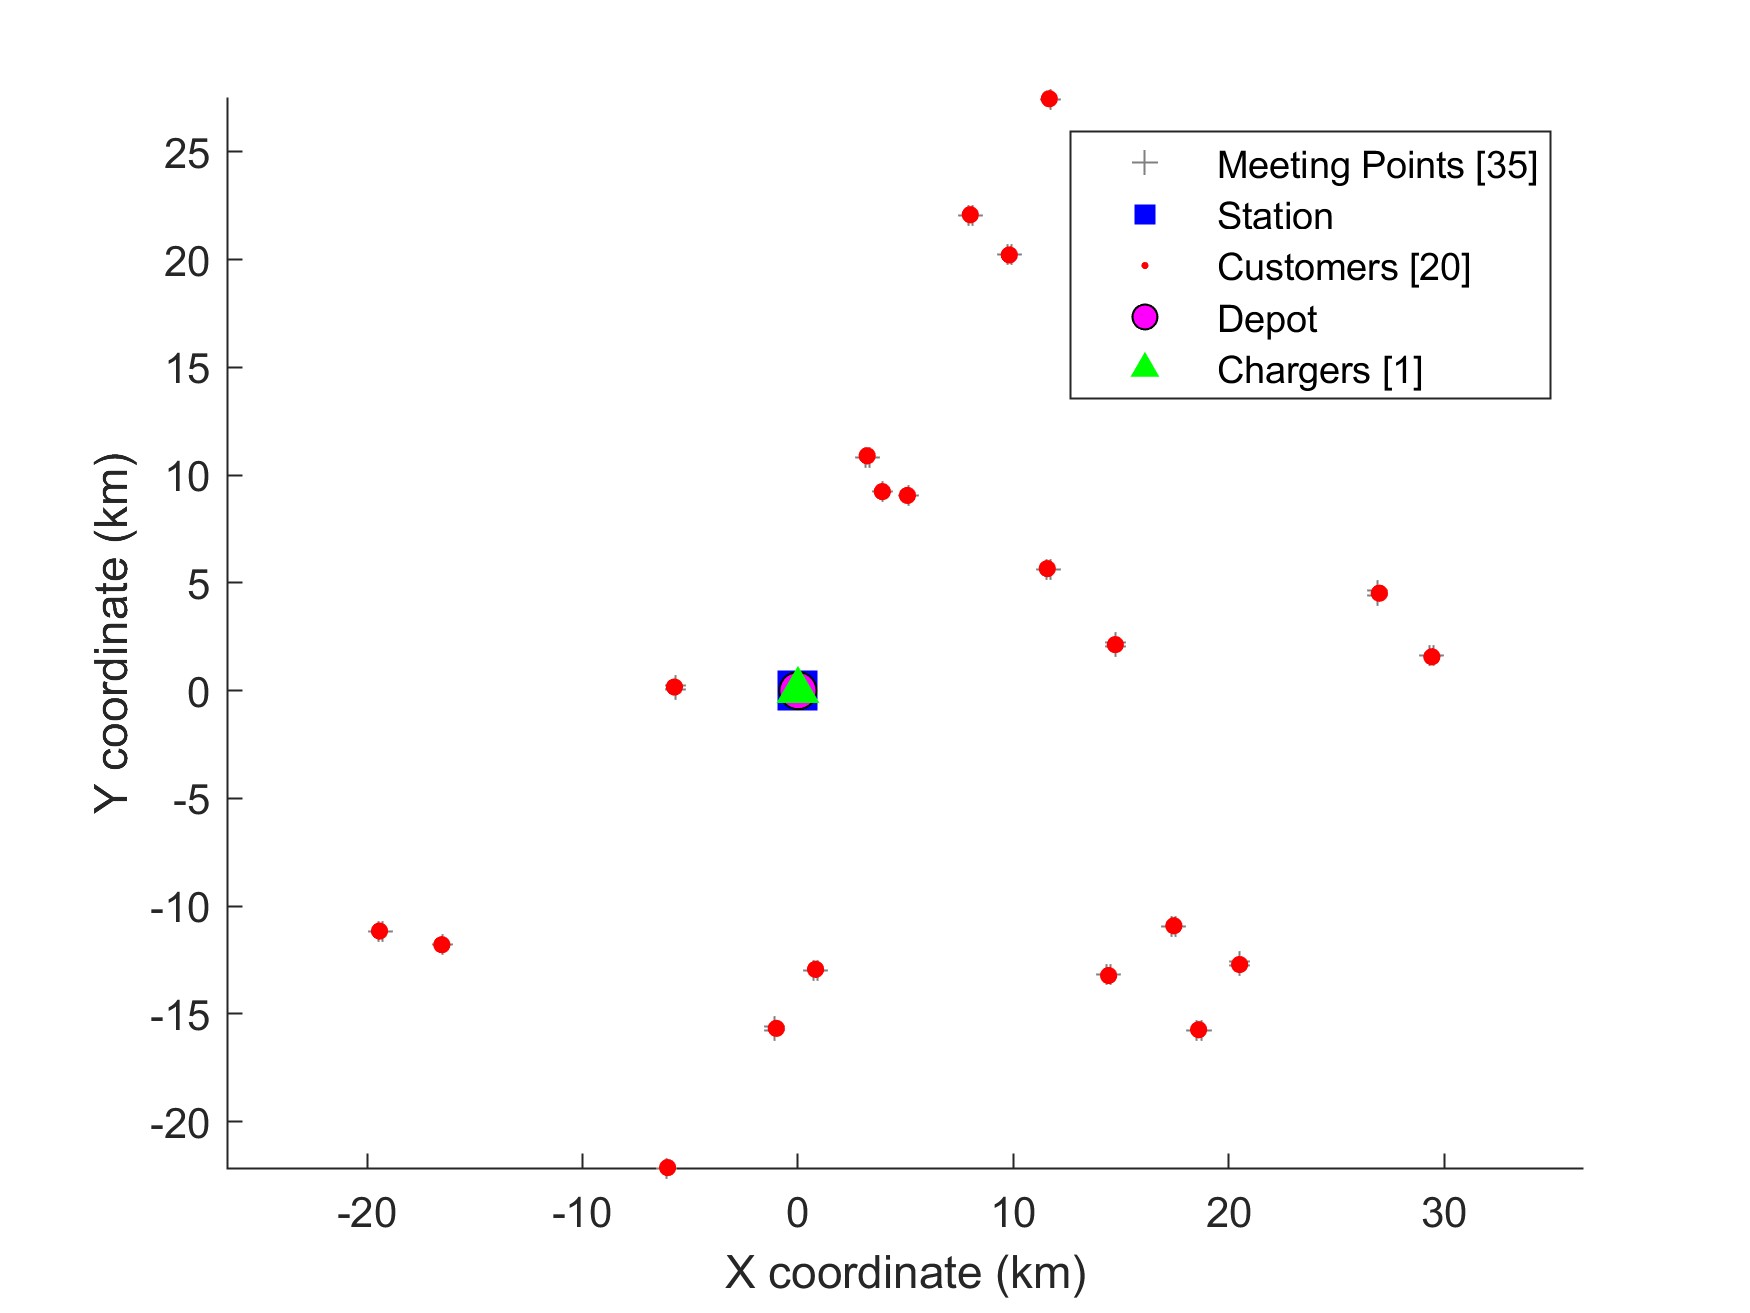 25
20
15
10
5
0
-5
-10
-15
-20
-20
-10
0
10
20
30
X coordinate (km)
Y coordinate (km)
Meeting Points [35]
Station
Customers [20]
Depot
Chargers [1]